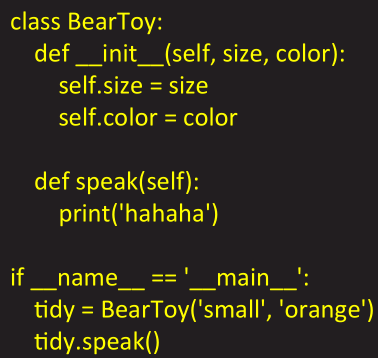 class BearToy:
    def __init__(self, size, color):
        self.size = size
        self.color = color

    def speak(self):
        print('hahaha')

if __name__ == '__main__':
    tidy = BearToy('small', 'orange')
    tidy.speak()